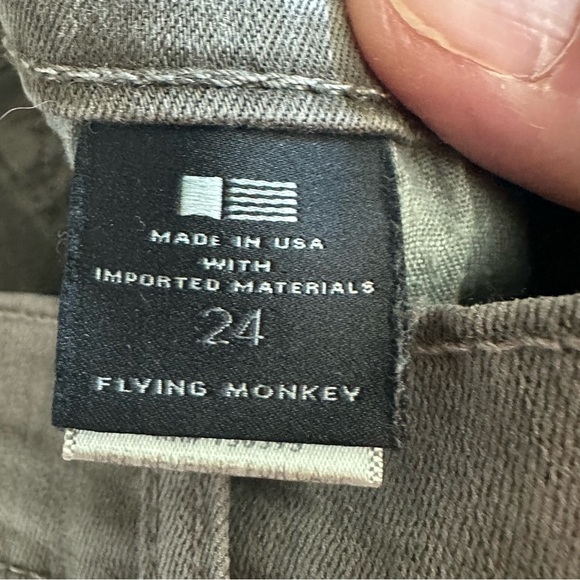 MADE IN USA
WITH
IMPORTED MATERIALS
24
FLYING MONKEY